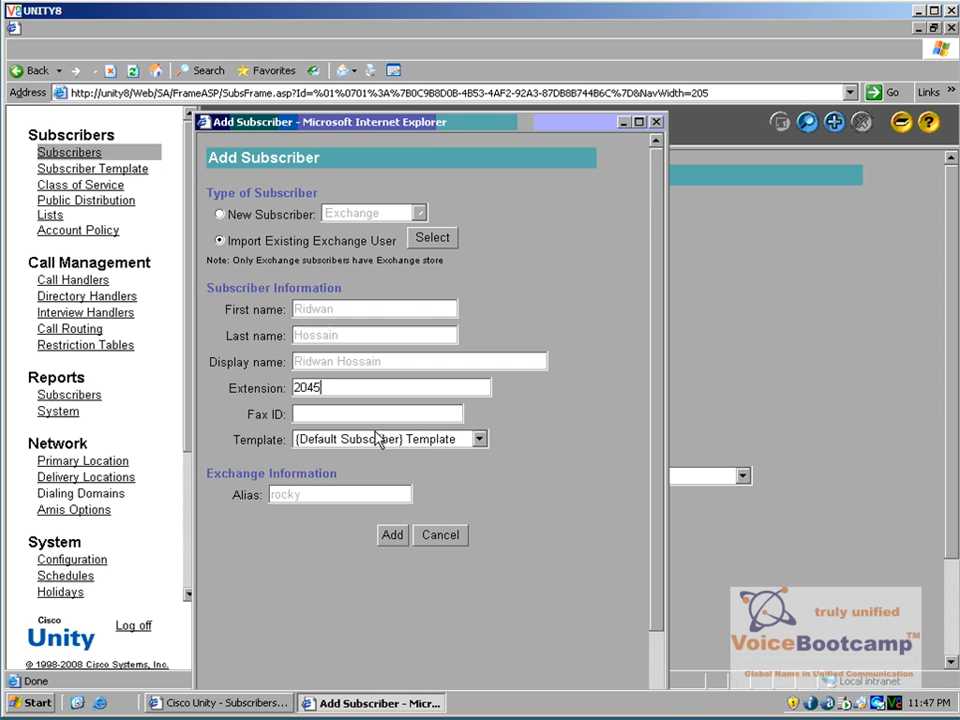 UNITY8
Back
Search
Favorites
Address
http://unity8/Web/SA/FrameASP/SubsFrame.asp?Id=%01%0701%3A%7B0C9B8D0B-4B53-4AF2-92A3-87DB8B744B6C%7D&NavWidth=205
Go
Links
Subscribers
Subscribers
Subscriber Template
Class of Service
Public Distribution
Lists
Account Policy
Call Management
Call Handlers
Directory Handlers
Interview Handlers
Call Routing
Restriction Tables
Reports
Subscribers
System
Network
Primary Location
Delivery Locations
Dialing Domains
Amis Options
System
Configuration
Schedules
Holidays
Cisco
Unity
Log off
© 1998-2008 Cisco Systems, Inc.
Add Subscriber - Microsoft Internet Explorer
Add Subscriber
Type of Subscriber
New Subscriber: Exchange
Import Existing Exchange User Select
Note: Only Exchange subscribers have Exchange store
Subscriber Information
First name: Ridwan
Last name: Hossain
Display name: Ridwan Hossain
Extension: 2045
Fax ID:
Template: {Default Subscriber} Template
Exchange Information
Alias: rocky
Add Cancel
truly unified
VoiceBootcamp™
Global Name in Unified Communication
Done
Local intranet
Start
Cisco Unity - Subscribers...
Add Subscriber - Micr...
11:47 PM